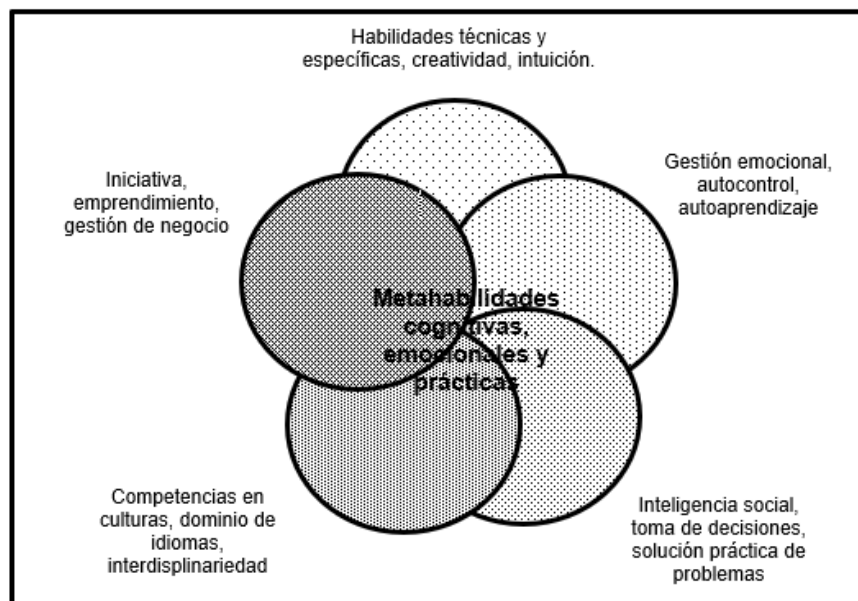 Habilidades técnicas y
específicas, creatividad, intuición.
Gestión emocional,
autocontrol,
autoaprendizaje
Iniciativa,
emprendimiento,
gestión de negocio
Metahabilidades
cognitivas,
emocionales y
prácticas
Competencias en
culturas, dominio de
idiomas,
interdisplinariedad
Inteligencia social,
toma de decisiones,
solución práctica de
problemas